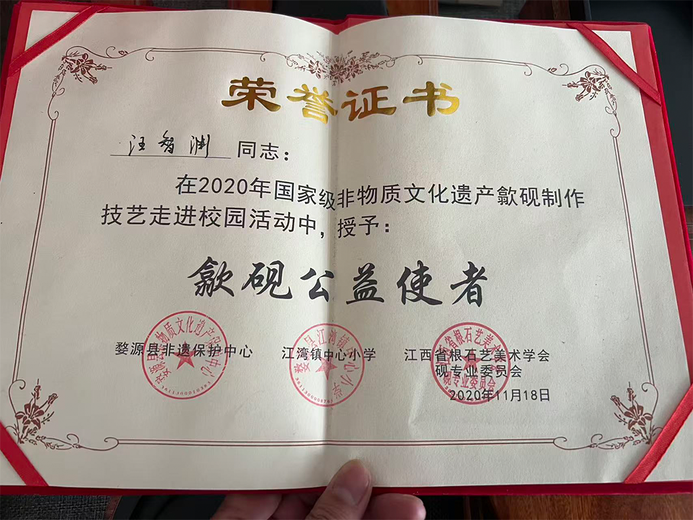 荣誉证书
汪智渊 同志：
在2020年国家级非物质文化遗产歙砚制作
技艺走进校园活动中，授予：
歙砚公益使者
婺源县非遗保护中心 江湾镇中心小学 江西省根石艺美术学会
砚专业委员会
2020年11月18日